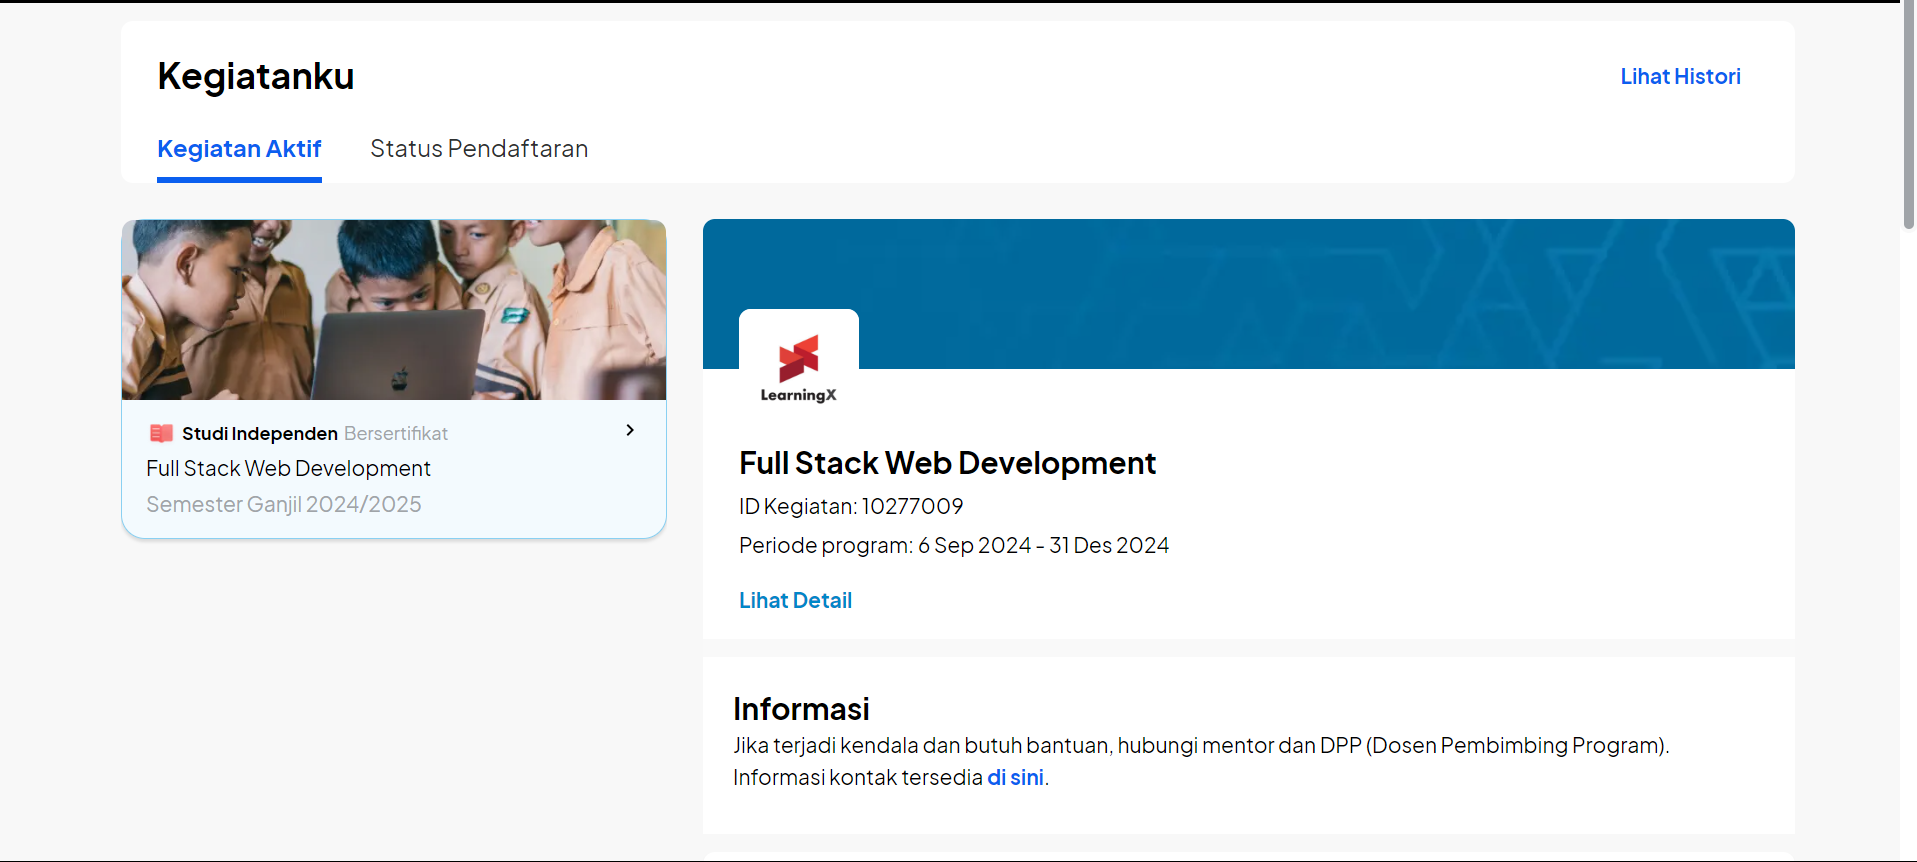 Kegiatanku
Lihat Histori
Kegiatan Aktif
Status Pendaftaran
Studi Independen Bersertifikat
Full Stack Web Development
Semester Ganjil 2024/2025
LearningX
Full Stack Web Development
ID Kegiatan: 10277009
Periode program: 6 Sep 2024 - 31 Des 2024
Lihat Detail
Informasi
Jika terjadi kendala dan butuh bantuan, hubungi mentor dan DPP (Dosen Pembimbing Program).
Informasi kontak tersedia di sini.